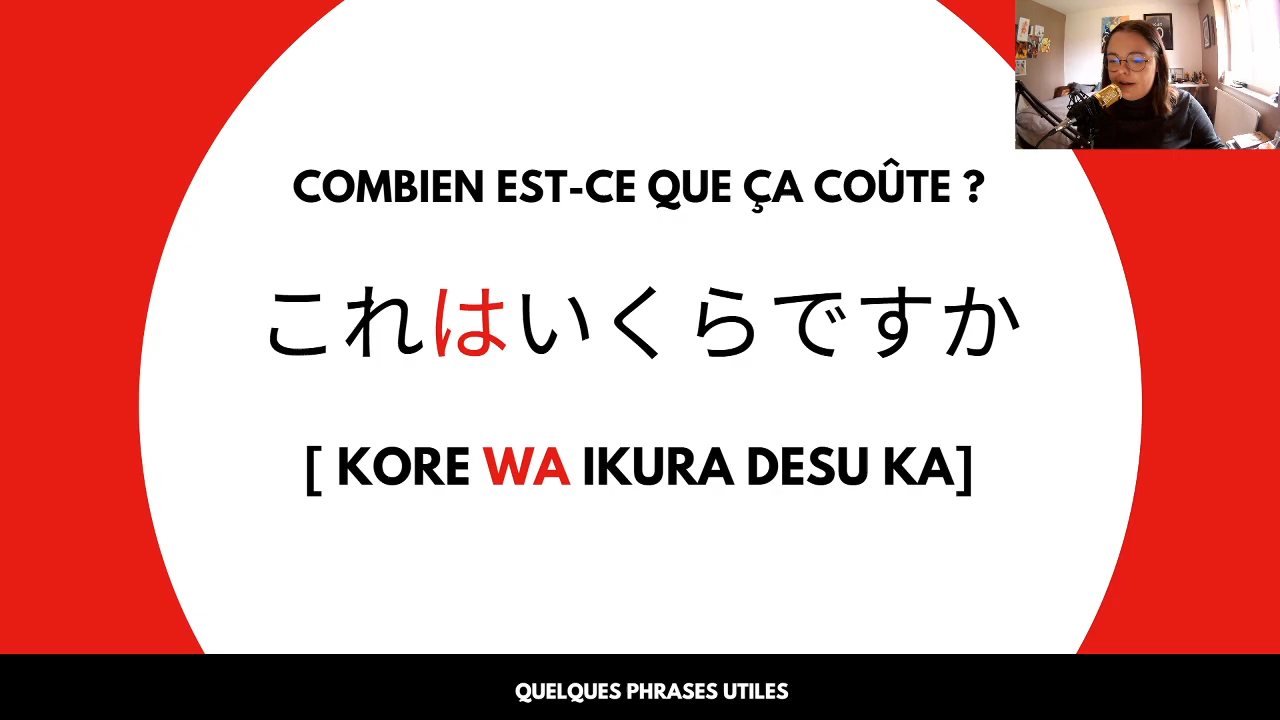 COMBIEN EST-CE QUE ÇA COÛTE ?
これはいくらですか
[ KORE WA IKURA DESU KA]
QUELQUES PHRASES UTILES